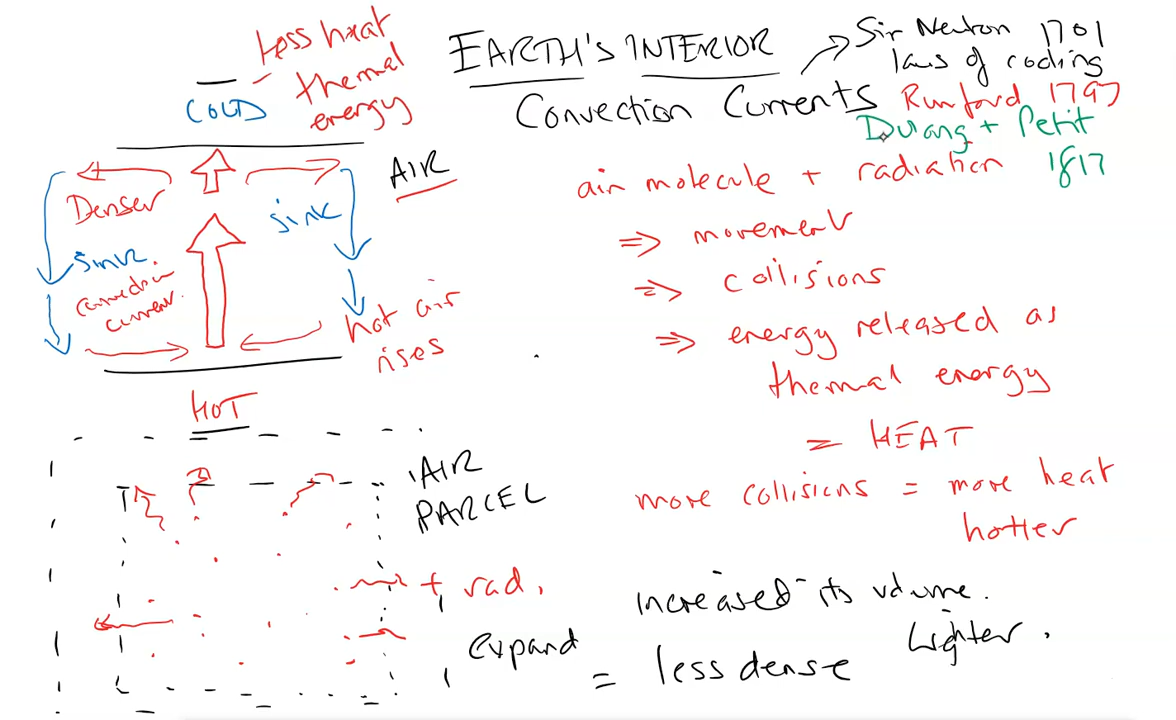 EARTH'S INTERIOR
Convection Currents
Sir Newton 1701
laws of cooling
Rumford 1797
Dulong + Petit
1817
less heat
thermal
energy
COLD
AIR
Denser
sink
sink.
convection
current.
hot air
rises
HOT
AIR
PARCEL
+ rad.
expand
= less dense
air molecule + radiation
⇒ movement
⇒ collisions
⇒ energy released as
thermal energy
= HEAT
more collisions = more heat
hotter
increased its volume.
Lighter.